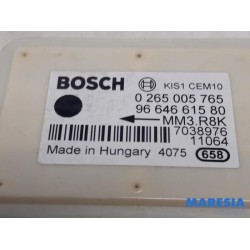 BOSCH KIS1 CEM10
0 265 005 765
96 646 615 80
MM3.R8K
7038976
11064
Made in Hungary 4075 658
MARESIA